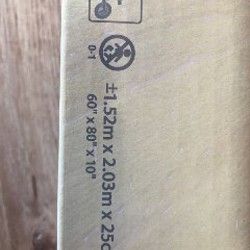 0-1
±1.52m x 2.03m x 25c
60" x 80" x 10"